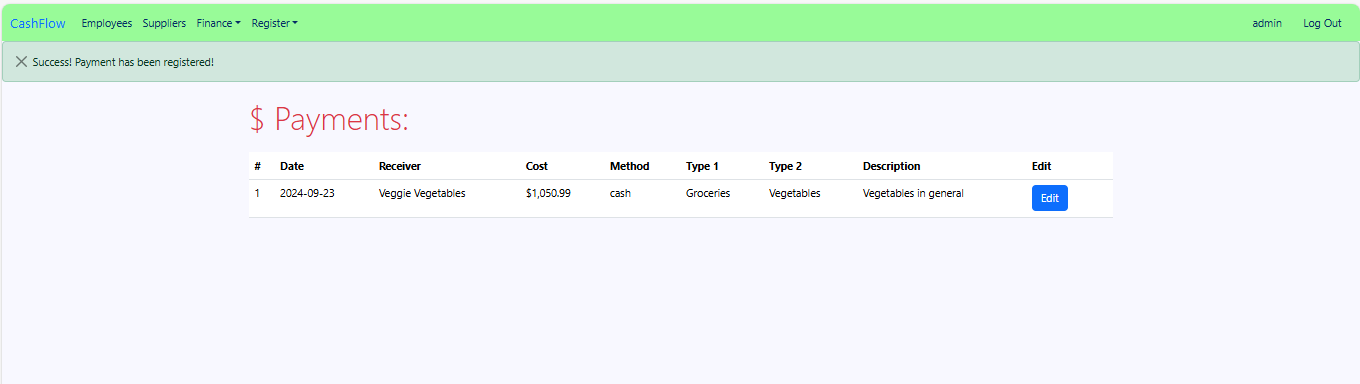 CashFlow Employees Suppliers Finance Register admin Log Out
Success! Payment has been registered!
$ Payments:
# Date Receiver Cost Method Type 1 Type 2 Description Edit
1 2024-09-23 Veggie Vegetables $1,050.99 cash Groceries Vegetables Vegetables in general Edit